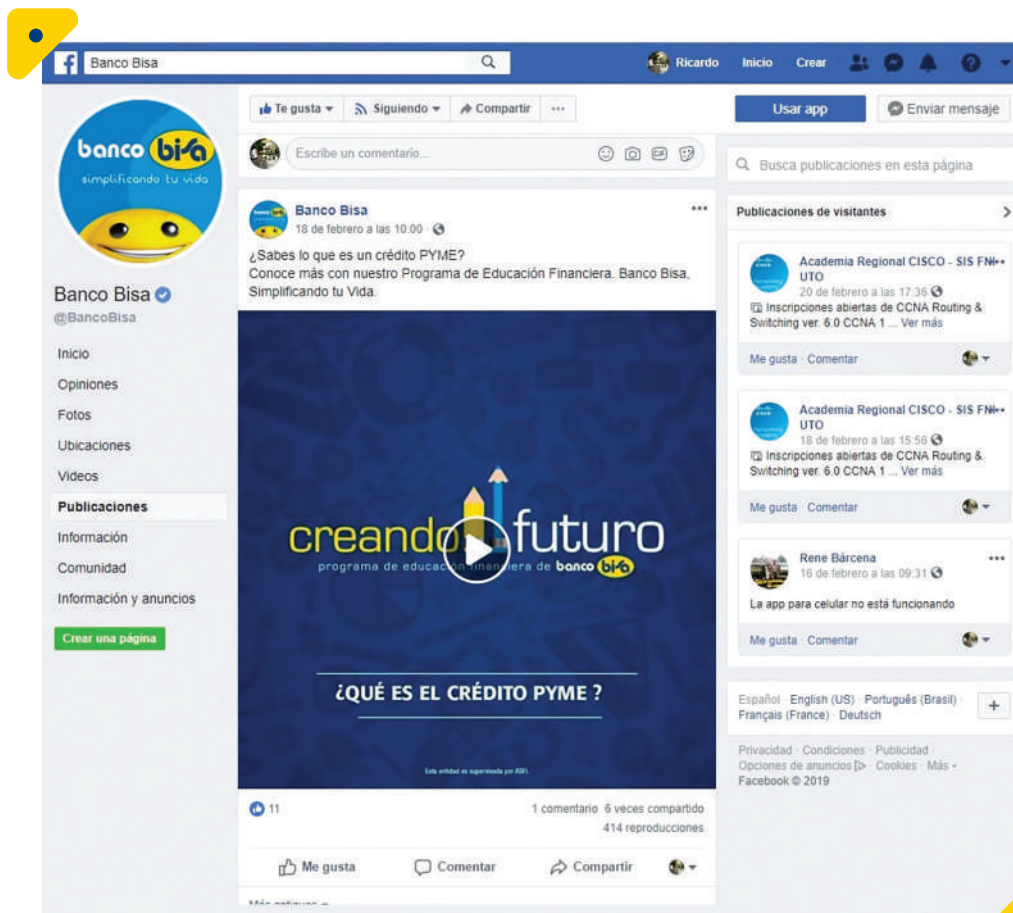 Banco Bisa
Ricardo
Inicio
Crear
banco bisa
simplificando tu vida
Banco Bisa
@BancoBisa
Inicio
Opiniones
Fotos
Ubicaciones
Videos
Publicaciones
Información
Comunidad
Información y anuncios
Crear una página
Te gusta
Siguiendo
Compartir
Escribe un comentario...
GIF
Banco Bisa
18 de febrero a las 10:00 ·
¿Sabes lo que es un crédito PYME?
Conoce más con nuestro Programa de Educación Financiera. Banco Bisa,
Simplificando tu Vida.
creando futuro
programa de educación financiera de banco bisa
¿QUÉ ES EL CRÉDITO PYME ?
Esta entidad es supervisada por ASFI.
11
1 comentario 6 veces compartido
414 reproducciones
Me gusta
Comentar
Compartir
Más antiguos
Usar app
Enviar mensaje
Busca publicaciones en esta página
Publicaciones de visitantes
Academia Regional CISCO - SIS FNI-
UTO
20 de febrero a las 17:36
Inscripciones abiertas de CCNA Routing &
Switching ver. 6.0 CCNA 1 ... Ver más
Me gusta · Comentar
Academia Regional CISCO - SIS FNI-
UTO
18 de febrero a las 15:56
Inscripciones abiertas de CCNA Routing &
Switching ver. 6.0 CCNA 1 ... Ver más
Me gusta · Comentar
Rene Bárcena
16 de febrero a las 09:31
La app para celular no está funcionando
Me gusta · Comentar
Español · English (US) · Português (Brasil) ·
Français (France) · Deutsch
Privacidad · Condiciones · Publicidad ·
Opciones de anuncios · Cookies · Más
Facebook © 2019